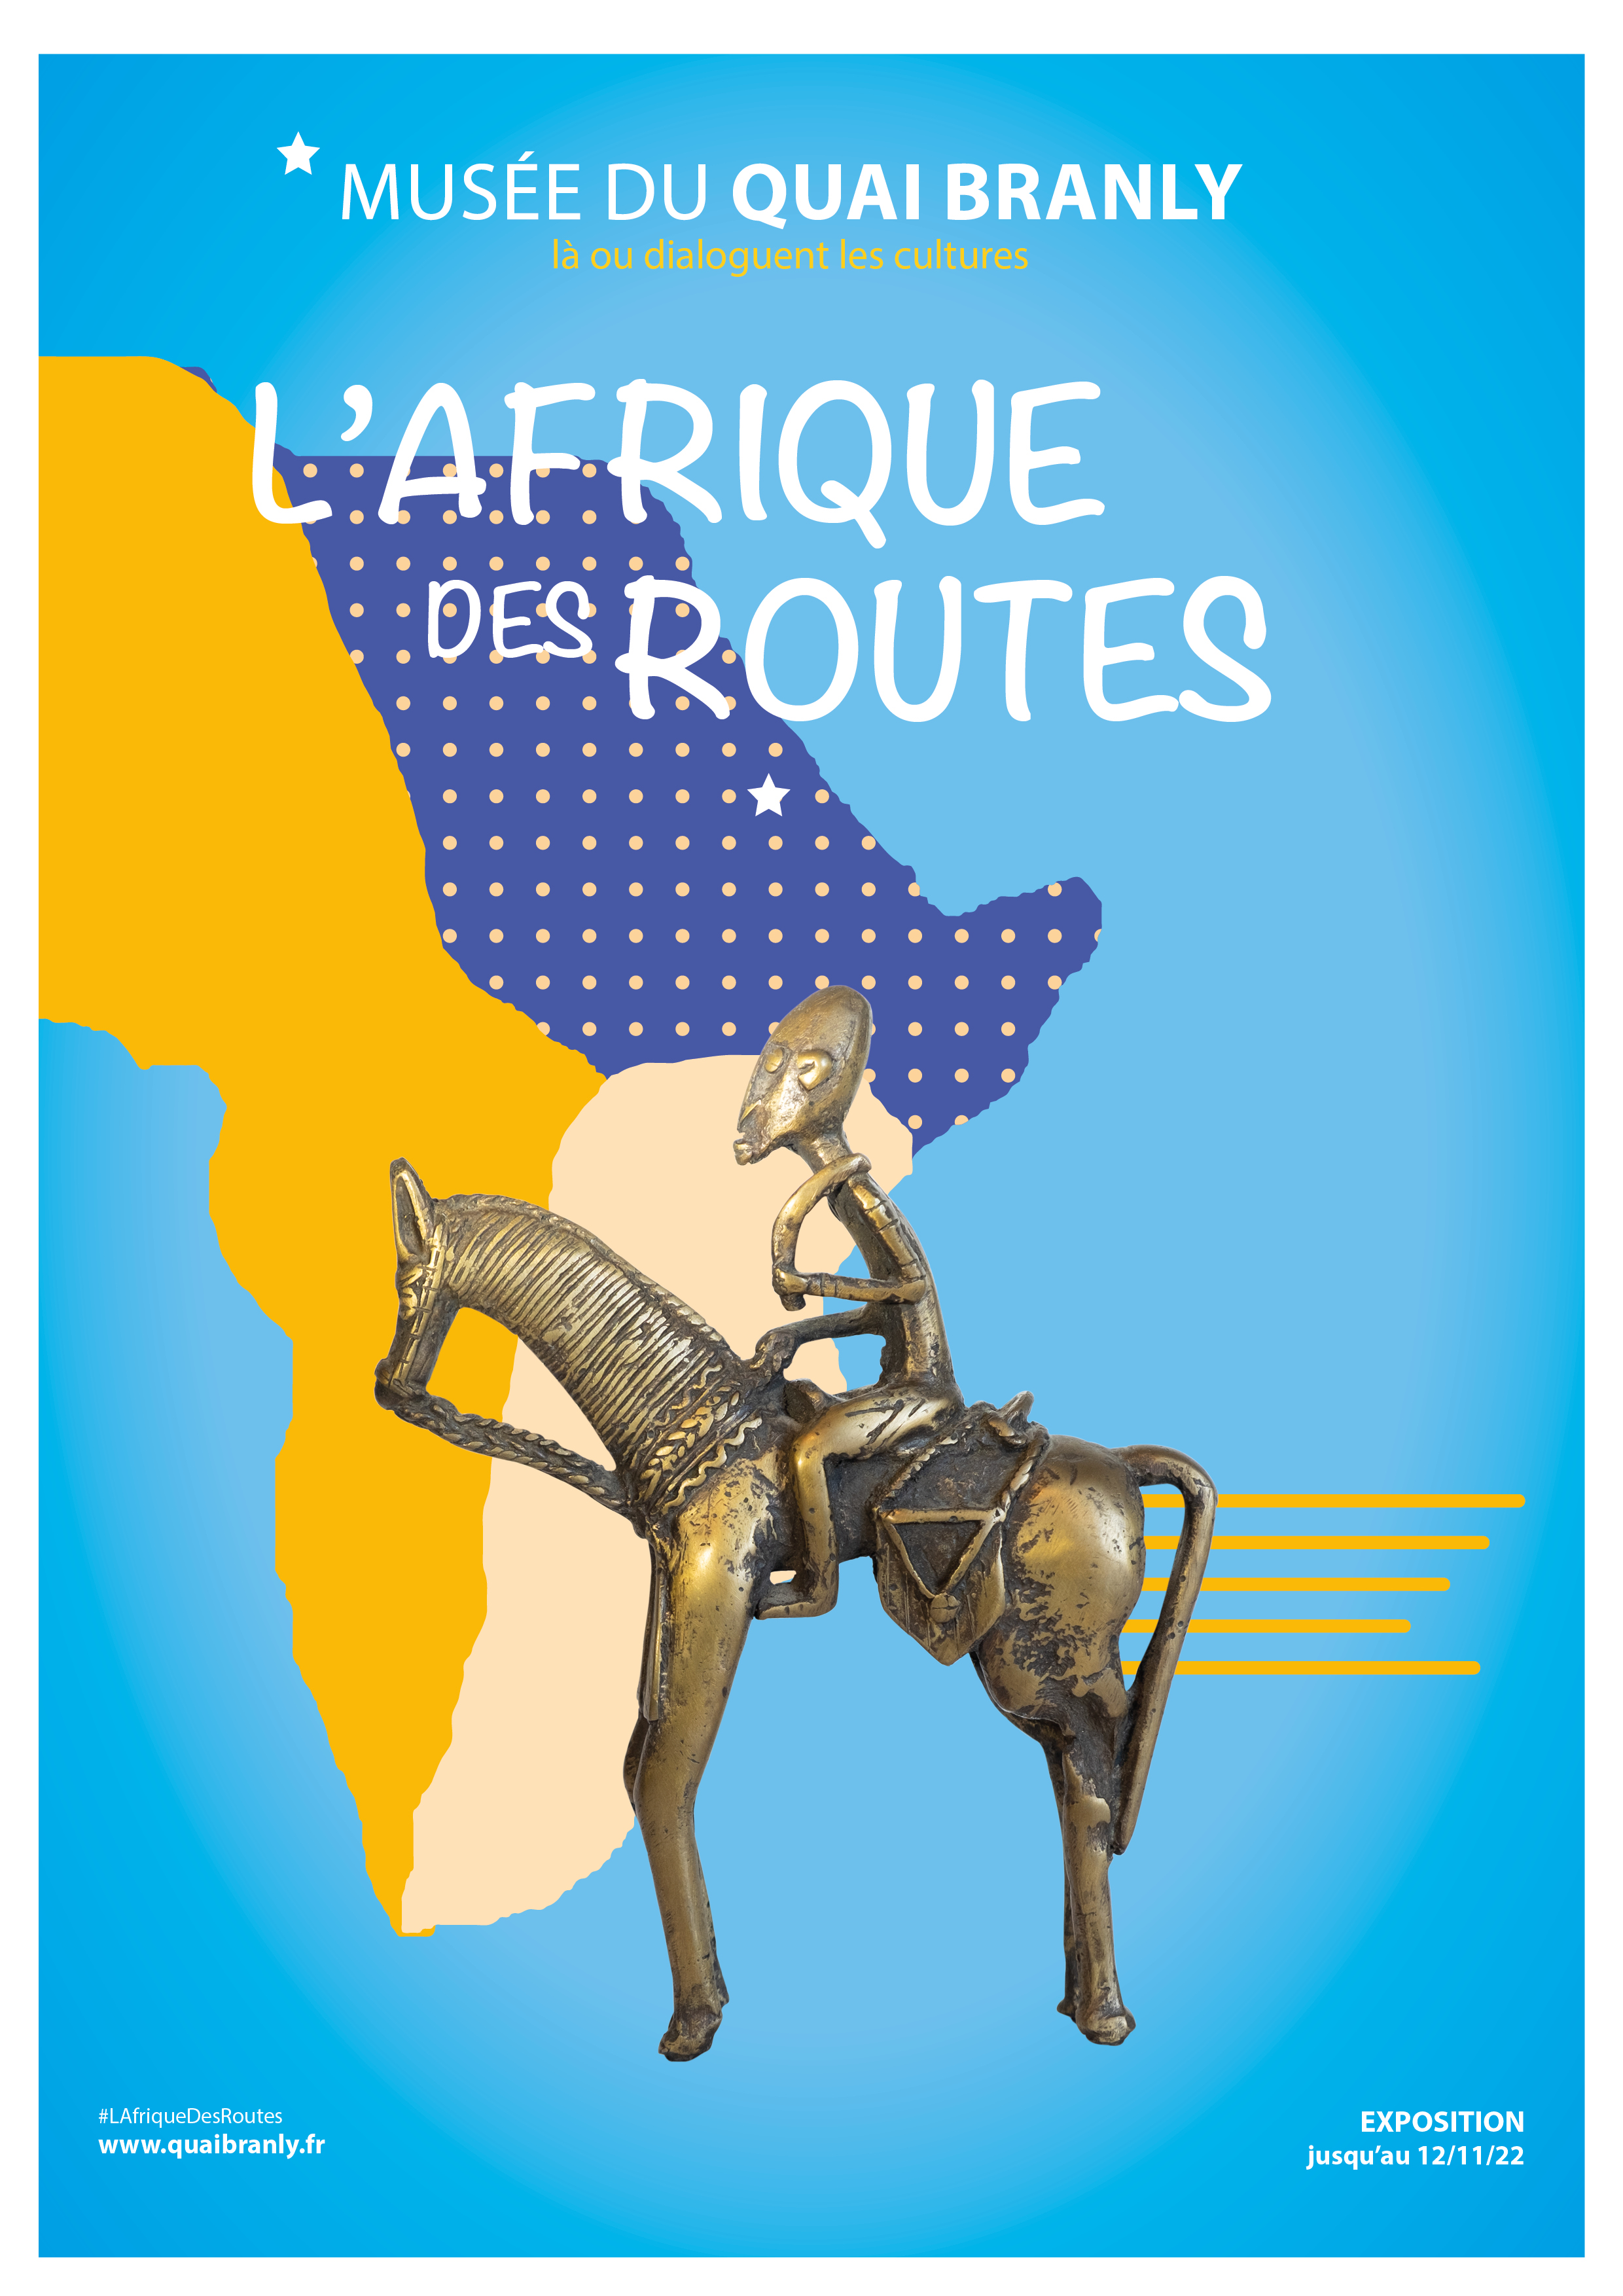 MUSÉE DU QUAI BRANLY
là ou dialoguent les cultures
L'AFRIQUE
DES ROUTES
#LAfriqueDesRoutes
www.quaibranly.fr
EXPOSITION
jusqu'au 12/11/22